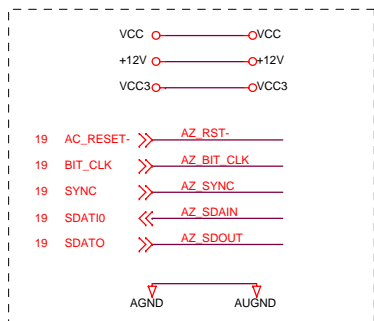 VCC VCC
+12V +12V
VCC3 VCC3
19 AC_RESET- AZ_RST-
19 BIT_CLK AZ_BIT_CLK
19 SYNC AZ_SYNC
19 SDATI0 AZ_SDAIN
19 SDATO AZ_SDOUT
AGND AUGND